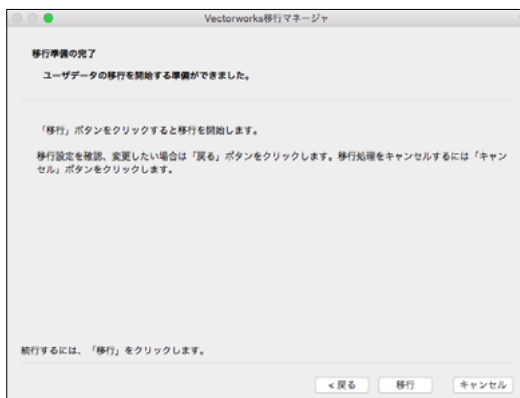 Vectorworks移行マネージャ
移行準備の完了
ユーザデータの移行を開始する準備ができました。
「移行」ボタンをクリックすると移行を開始します。
移行設定を確認、変更したい場合は「戻る」ボタンをクリックします。移行処理をキャンセルするには「キャン
セル」ボタンをクリックします。
続行するには、「移行」をクリックします。
< 戻る 移行 キャンセル